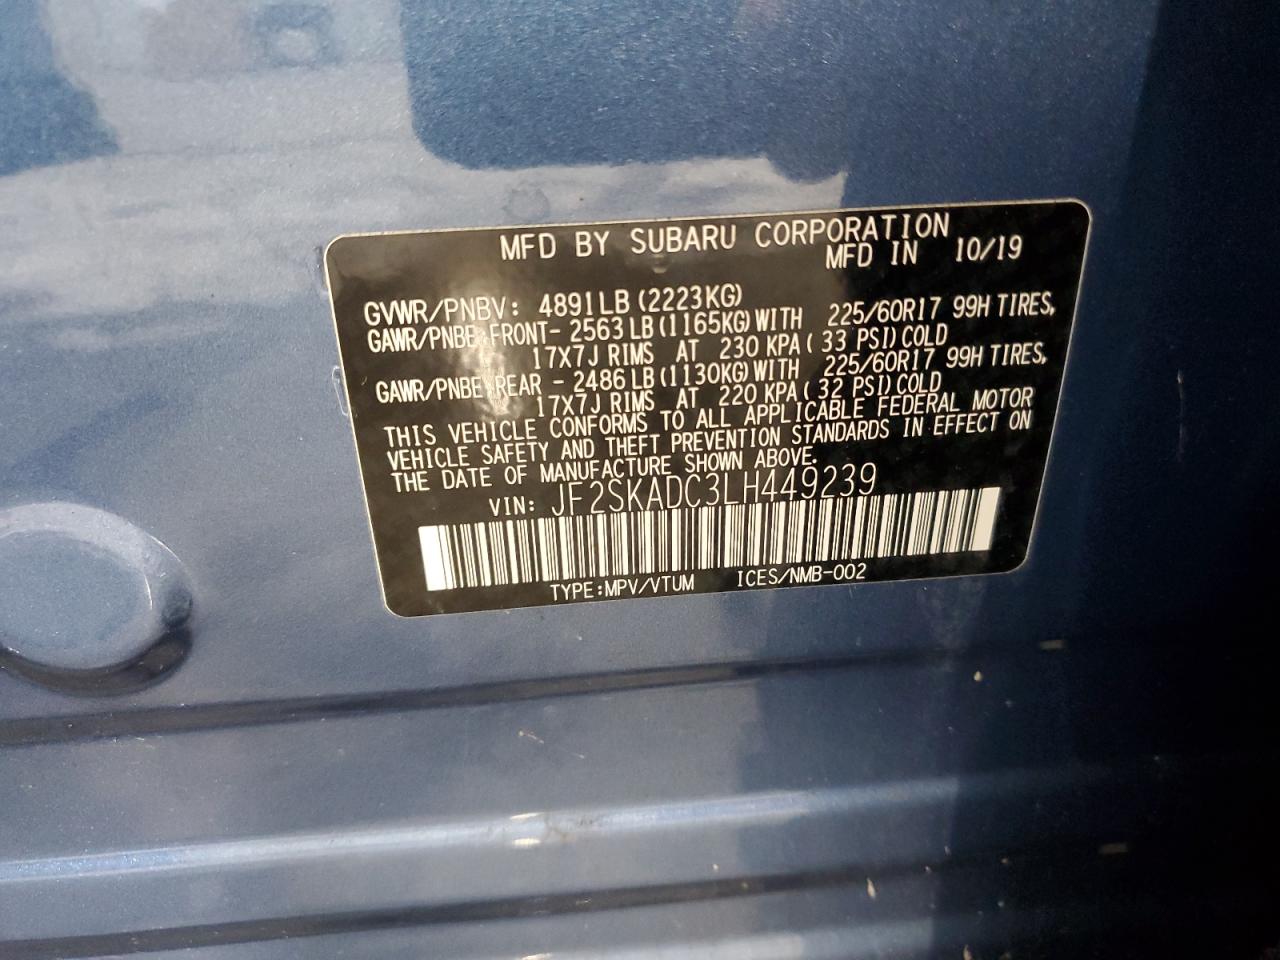 MFD BY SUBARU CORPORATION
MFD IN 10/19
GVWR/PNBV: 4891LB (2223KG)
GAWR/PNBE FRONT- 2563LB (1165KG) WITH 225/60R17 99H TIRES,
17X7J RIMS AT 230 KPA ( 33 PSI) COLD
GAWR/PNBE REAR - 2486LB (1130KG) WITH 225/60R17 99H TIRES,
17X7J RIMS AT 220 KPA ( 32 PSI) COLD
THIS VEHICLE CONFORMS TO ALL APPLICABLE FEDERAL MOTOR
VEHICLE SAFETY AND THEFT PREVENTION STANDARDS IN EFFECT ON
THE DATE OF MANUFACTURE SHOWN ABOVE.
VIN: JF2SKADC3LH449239
TYPE:MPV/VTUM ICES/NMB-002